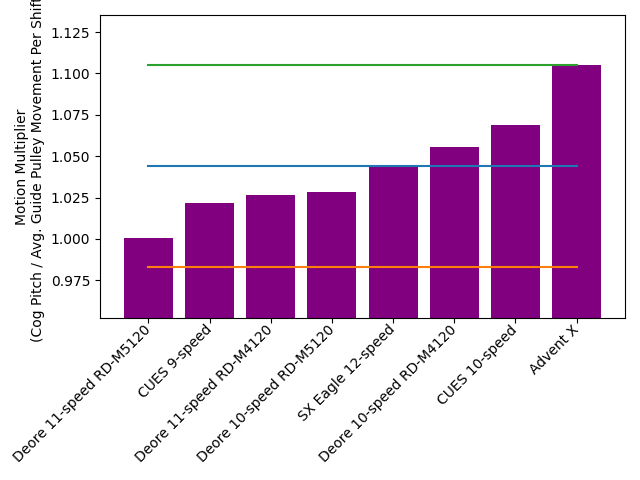 Motion Multiplier
(Cog Pitch / Avg. Guide Pulley Movement Per Shift
1.125
1.100
1.075
1.050
1.025
1.000
0.975
Deore 11-speed RD-M5120
CUES 9-speed
Deore 11-speed RD-M4120
Deore 10-speed RD-M5120
SX Eagle 12-speed
Deore 10-speed RD-M4120
CUES 10-speed
Advent X